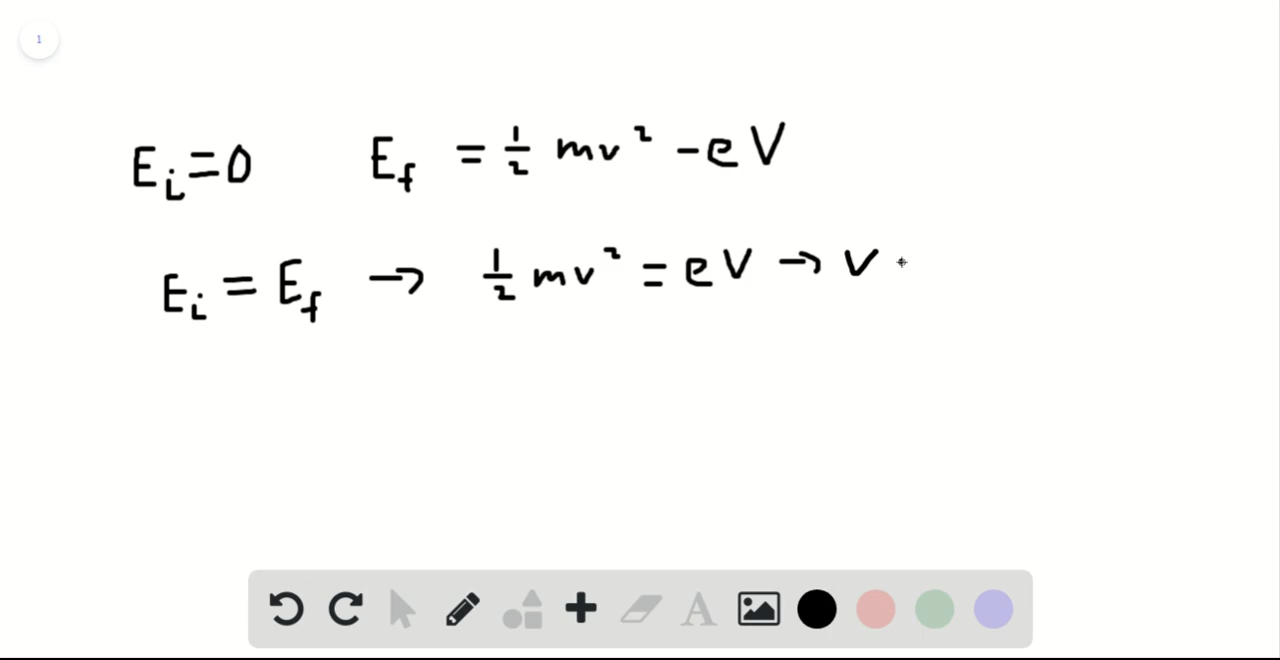 1
E_i = 0 E_f = 1/2 mv² - eV
E_i = E_f → 1/2 mv² = eV → v
A